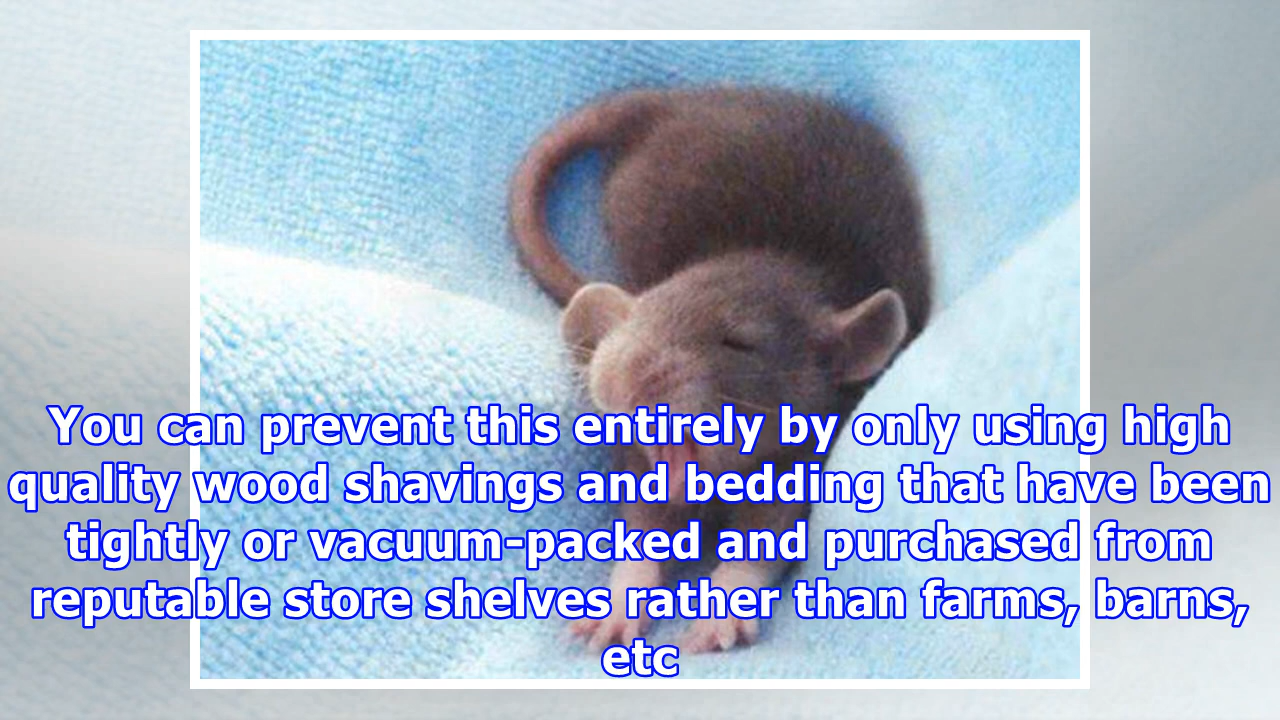 You can prevent this entirely by only using high
quality wood shavings and bedding that have been
tightly or vacuum-packed and purchased from
reputable store shelves rather than farms, barns,
etc